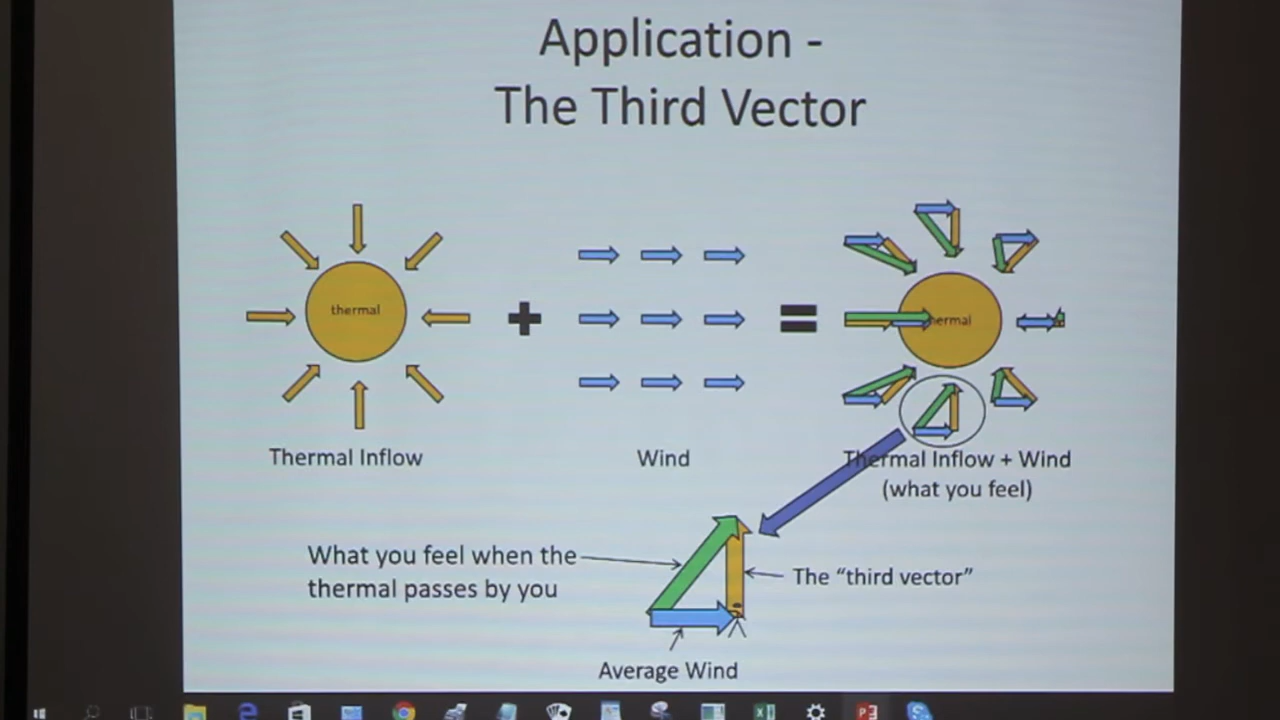 Application -
The Third Vector
thermal
hermal
Thermal Inflow
Wind
Thermal Inflow + Wind
(what you feel)
What you feel when the
thermal passes by you
The “third vector”
Average Wind